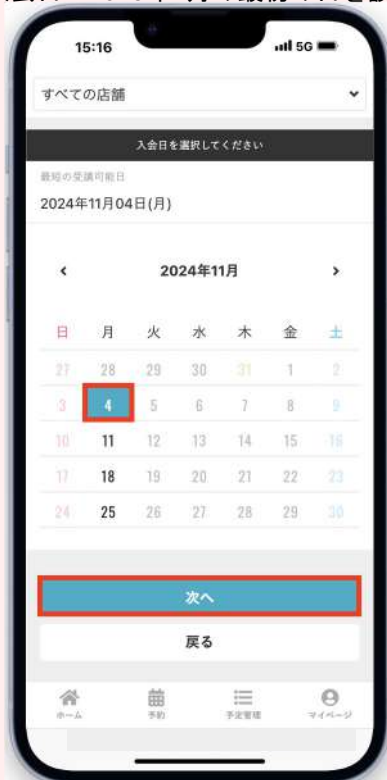 15:16
5G
すべての店舗
入会日を選択してください
最短の受講可能日
2024年11月04日(月)
< 2024年11月 >
日 月 火 水 木 金 土
27 28 29 30 31 1 2
3 4 5 6 7 8 9
10 11 12 13 14 15 16
17 18 19 20 21 22 23
24 25 26 27 28 29 30
次へ
戻る
ホーム 予約 予定管理 マイページ